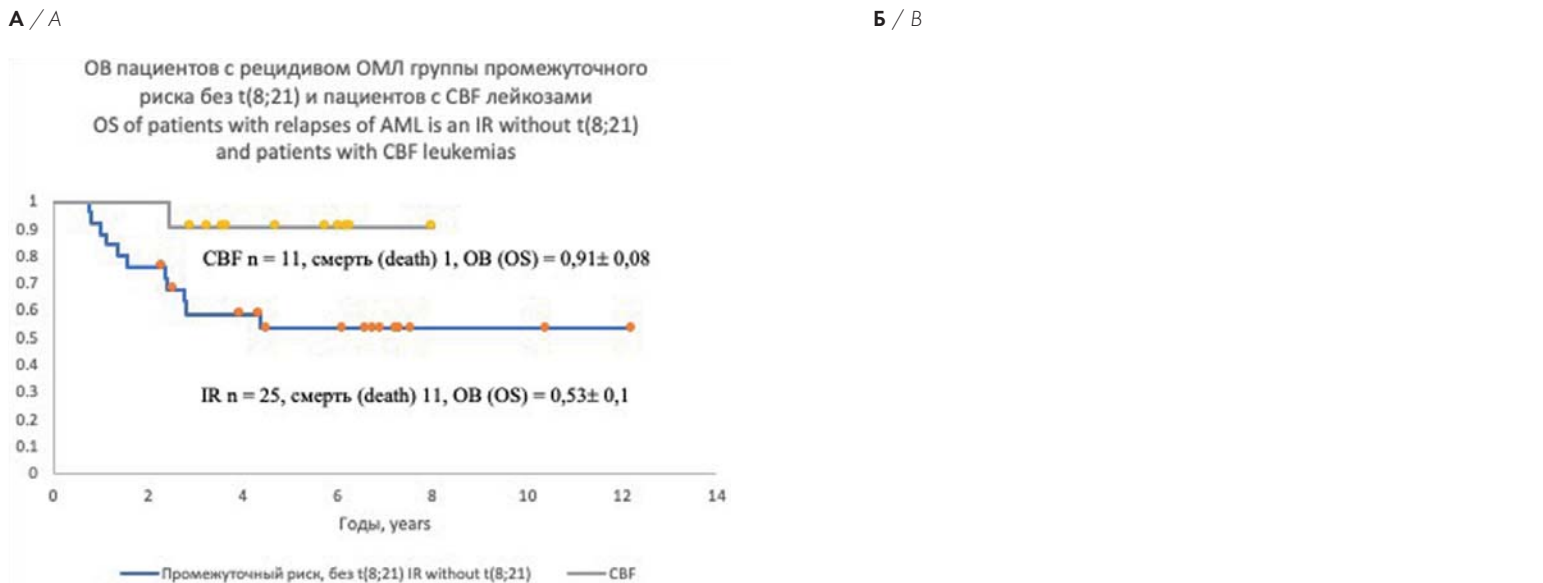 А / A
Б / B
ОВ пациентов с рецидивом ОМЛ группы промежуточного
риска без t(8;21) и пациентов с CBF лейкозами
OS of patients with relapses of AML is an IR without t(8;21)
and patients with CBF leukemias
1
0.9
0.8
0.7
0.6
0.5
0.4
0.3
0.2
0.1
0
CBF n = 11, смерть (death) 1, ОВ (OS) = 0,91± 0,08
IR n = 25, смерть (death) 11, ОВ (OS) = 0,53± 0,1
0 2 4 6 8 10 12 14
Годы, years
Промежуточный риск, без t(8;21) IR without t(8;21) CBF